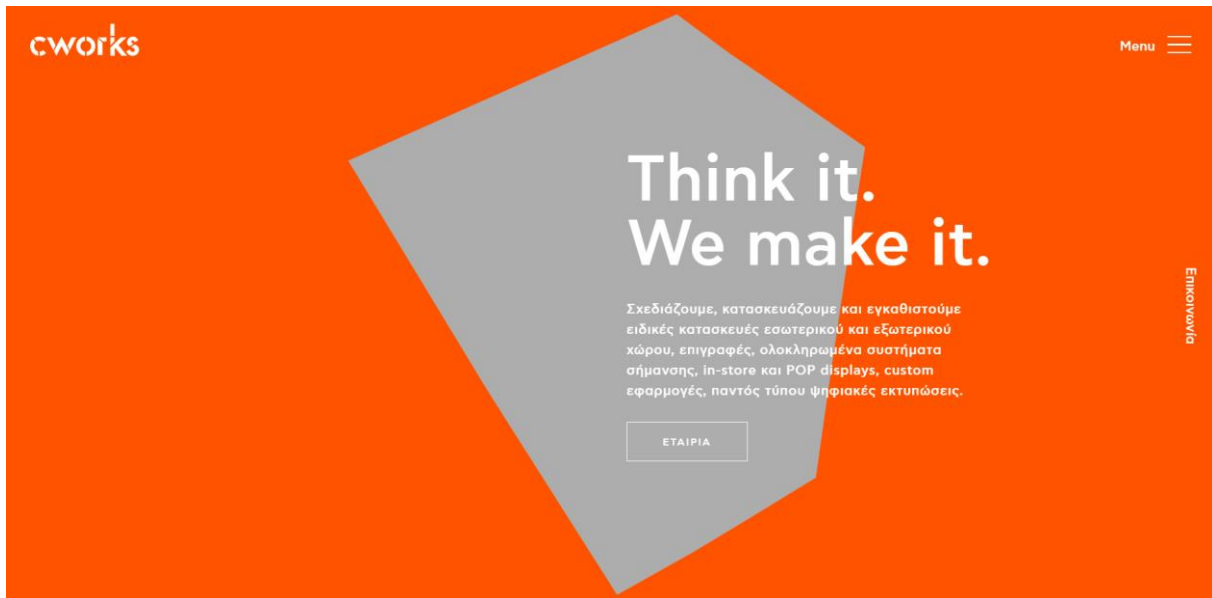 cworks
Menu
Think it.
We make it.
Σχεδιάζουμε, κατασκευάζουμε και εγκαθιστούμε
ειδικές κατασκευές εσωτερικού και εξωτερικού
χώρου, επιγραφές, ολοκληρωμένα συστήματα
σήμανσης, in-store και POP displays, custom
εφαρμογές, παντός τύπου ψηφιακές εκτυπώσεις.
ΕΤΑΙΡΙΑ
Επικοινωνία